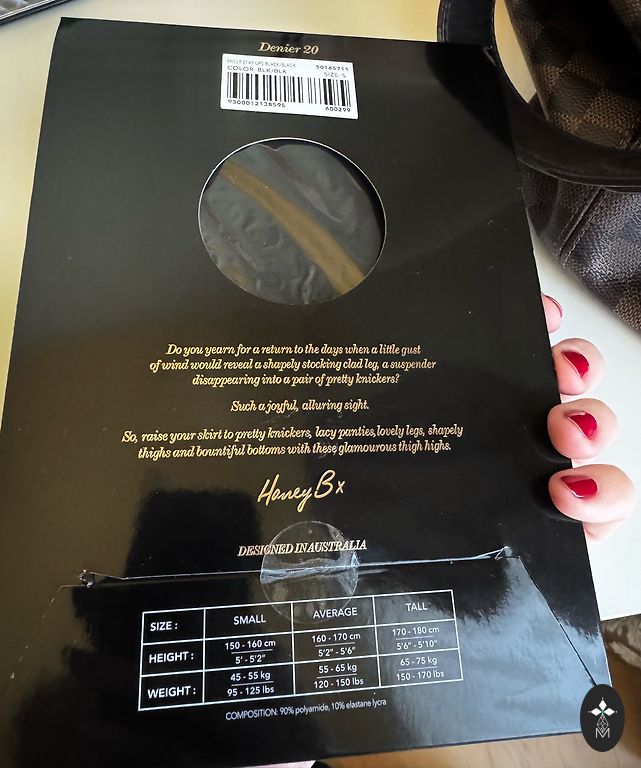 Denier 20
SHEER STAY UPS BLACK/BLACK 50165711
COLOR: BLK/BLK SIZE-S
9300012138595 600299
Do you yearn for a return to the days when a little gust
of wind would reveal a shapely stocking clad leg, a suspender
disappearing into a pair of pretty knickers?
Such a joyful, alluring sight.
So, raise your skirt to pretty knickers, lacy panties, lovely legs, shapely
thighs and bountiful bottoms with these glamourous thigh highs.
Honey B x
DESIGNED IN AUSTRALIA
SIZE : SMALL AVERAGE TALL
HEIGHT : 150 - 160 cm 160 - 170 cm 170 - 180 cm
5' - 5'2" 5'2" - 5'6" 5'6" - 5'10"
WEIGHT : 45 - 55 kg 55 - 65 kg 65 - 75 kg
95 - 125 lbs 120 - 150 lbs 150 - 170 lbs
COMPOSITION: 90% polyamide, 10% elastane lycra